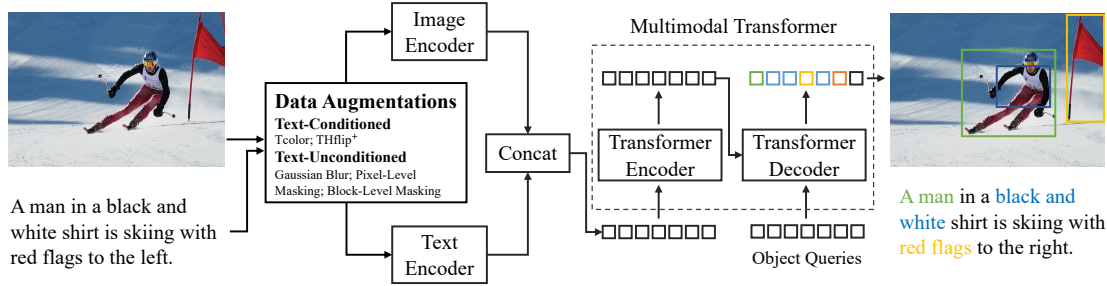 A man in a black and
white shirt is skiing with
red flags to the left.
Data Augmentations
Text-Conditioned
Tcolor; THflip⁺
Text-Unconditioned
Gaussian Blur; Pixel-Level
Masking; Block-Level Masking
Image
Encoder
Text
Encoder
Concat
Multimodal Transformer
Transformer
Encoder
Transformer
Decoder
Object Queries
A man in a black and
white shirt is skiing with
red flags to the right.